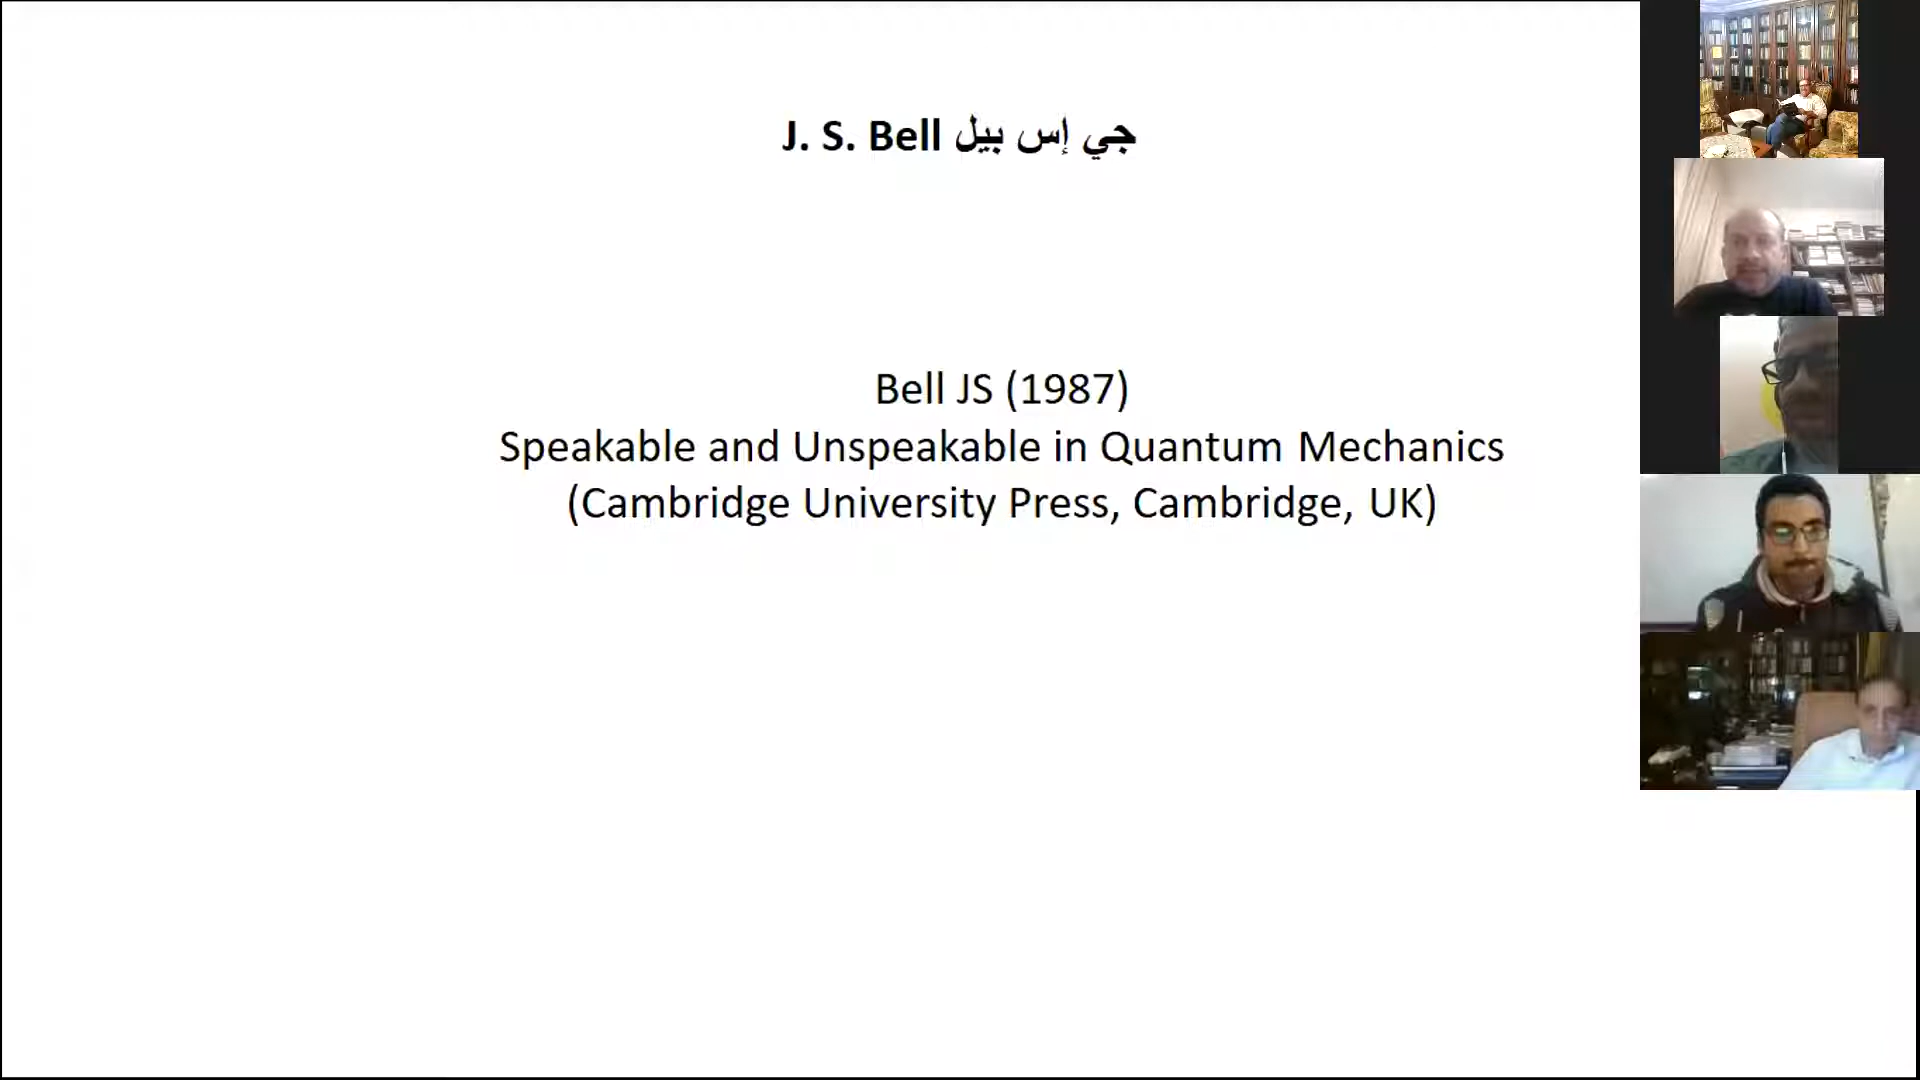 J. S. Bell جي إس بيل
Bell JS (1987)
Speakable and Unspeakable in Quantum Mechanics
(Cambridge University Press, Cambridge, UK)